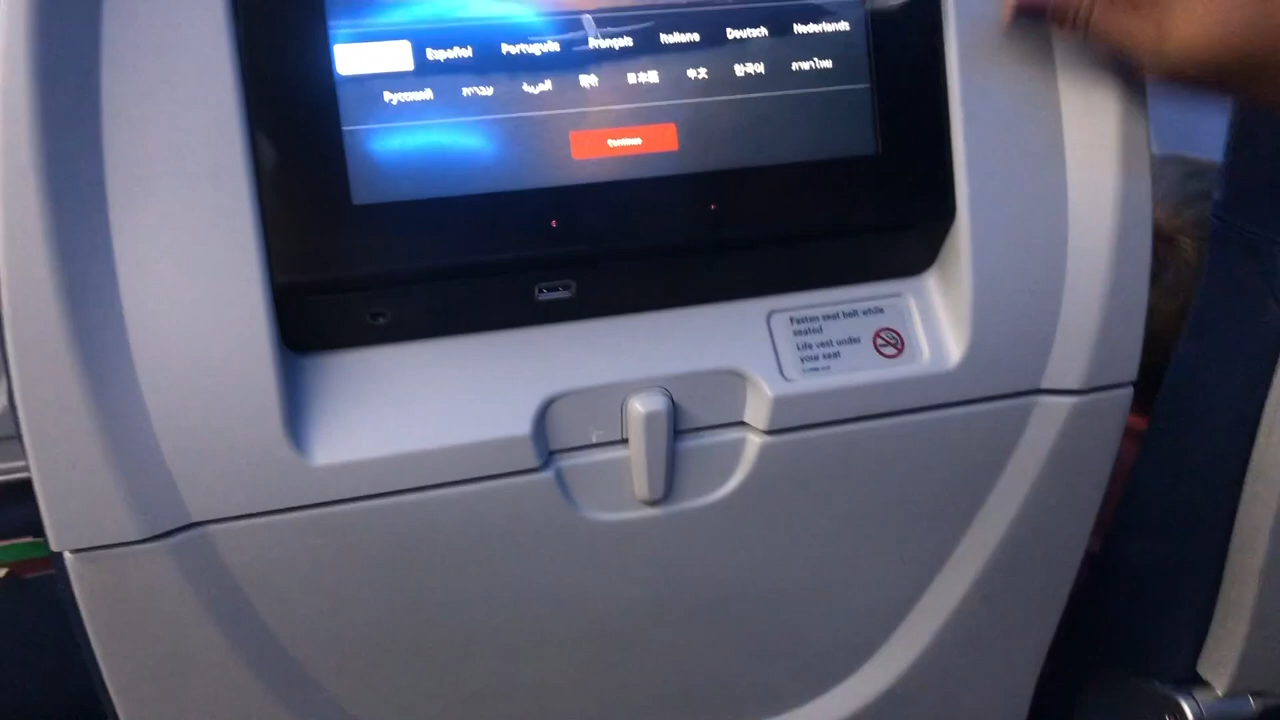 Español Português Français Italiano Deutsch Nederlands
Русский עברית العربية हिन्दी 日本語 中文 한국어 ภาษาไทย
Continue
Fasten seat belt while
seated
Life vest under
your seat